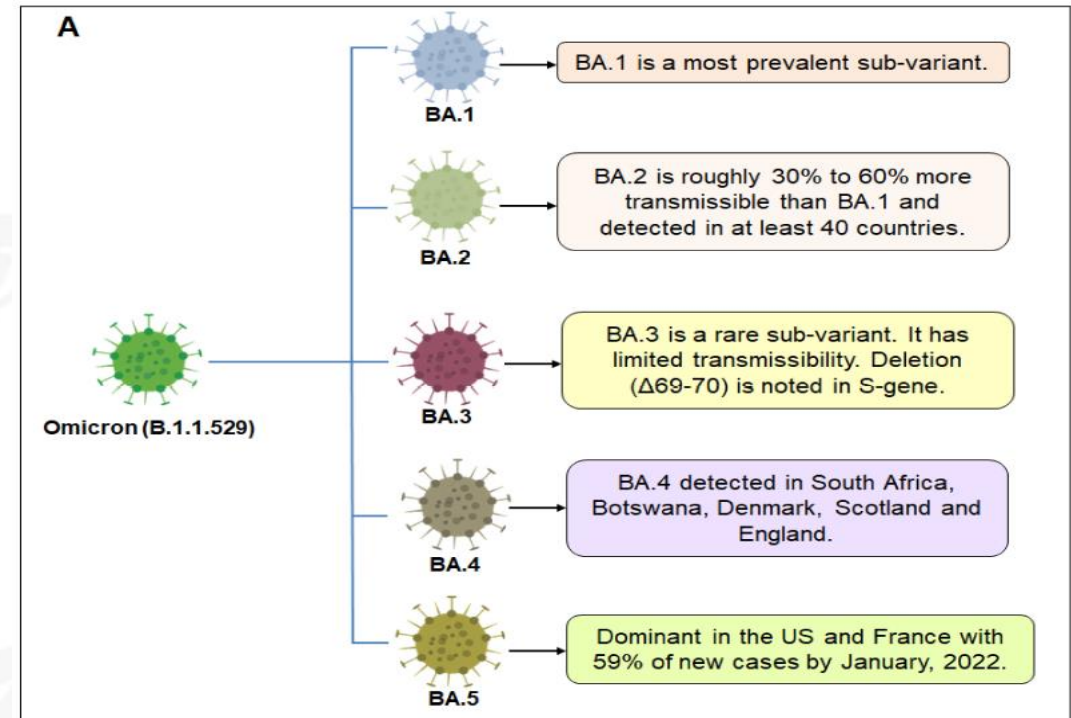 A
BA.1
BA.1 is a most prevalent sub-variant.
BA.2
BA.2 is roughly 30% to 60% more
transmissible than BA.1 and
detected in at least 40 countries.
Omicron (B.1.1.529)
BA.3
BA.3 is a rare sub-variant. It has
limited transmissibility. Deletion
(Δ69-70) is noted in S-gene.
BA.4
BA.4 detected in South Africa,
Botswana, Denmark, Scotland and
England.
BA.5
Dominant in the US and France with
59% of new cases by January, 2022.